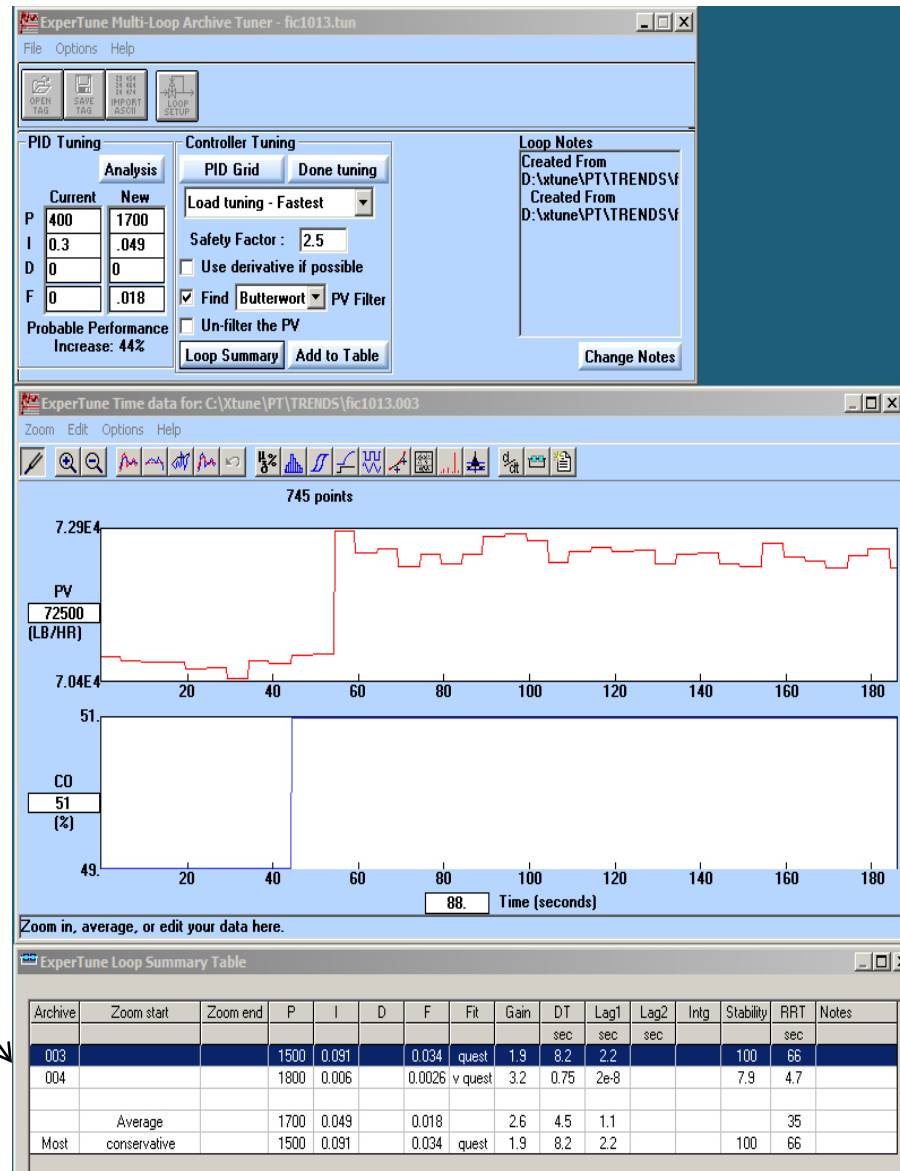 ExperTune Multi-Loop Archive Tuner - fic1013.tun
File Options Help
OPEN TAG SAVE TAG IMPORT ASCII LOOP SETUP
PID Tuning
Analysis
Current New
P 400 1700
I 0.3 .049
D 0 0
F 0 .018
Probable Performance
Increase: 44%
Controller Tuning
PID Grid Done tuning
Load tuning - Fastest
Safety Factor : 2.5
Use derivative if possible
Find Butterwort PV Filter
Un-filter the PV
Loop Summary Add to Table
Loop Notes
Created From
D:\xtune\PT\TRENDS\f
Created From
D:\xtune\PT\TRENDS\f
Change Notes
ExperTune Time data for: C:\Xtune\PT\TRENDS\fic1013.003
Zoom Edit Options Help
745 points
7.29E4
PV
72500
(LB/HR)
7.04E4
20 40 60 80 100 120 140 160 180
51.
CO
51
(%)
49.
20 40 60 80 100 120 140 160 180
88. Time (seconds)
Zoom in, average, or edit your data here.
ExperTune Loop Summary Table
Archive Zoom start Zoom end P I D F Fit Gain DT Lag1 Lag2 Intg Stability RRT Notes
sec sec sec sec
003 1500 0.091 0.034 quest 1.9 8.2 2.2 100 66
004 1800 0.006 0.0026 v quest 3.2 0.75 2e-8 7.9 4.7
Average 1700 0.049 0.018 2.6 4.5 1.1 35
Most conservative 1500 0.091 0.034 quest 1.9 8.2 2.2 100 66